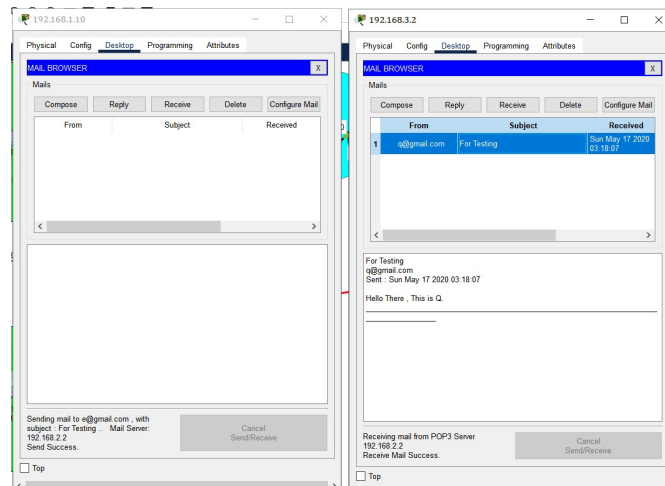 192.168.1.10
Physical Config Desktop Programming Attributes
MAIL BROWSER X
Mails
Compose Reply Receive Delete Configure Mail
From Subject Received
Sending mail to e@gmail.com , with
subject : For Testing .. Mail Server:
192.168.2.2
Send Success.
Cancel
Send/Receive
Top
192.168.3.2
Physical Config Desktop Programming Attributes
MAIL BROWSER X
Mails
Compose Reply Receive Delete Configure Mail
From Subject Received
1 q@gmail.com For Testing Sun May 17 2020
03:18:07
For Testing
q@gmail.com
Sent : Sun May 17 2020 03:18:07
Hello There , This is Q.
Receiving mail from POP3 Server
192.168.2.2
Receive Mail Success.
Cancel
Send/Receive
Top